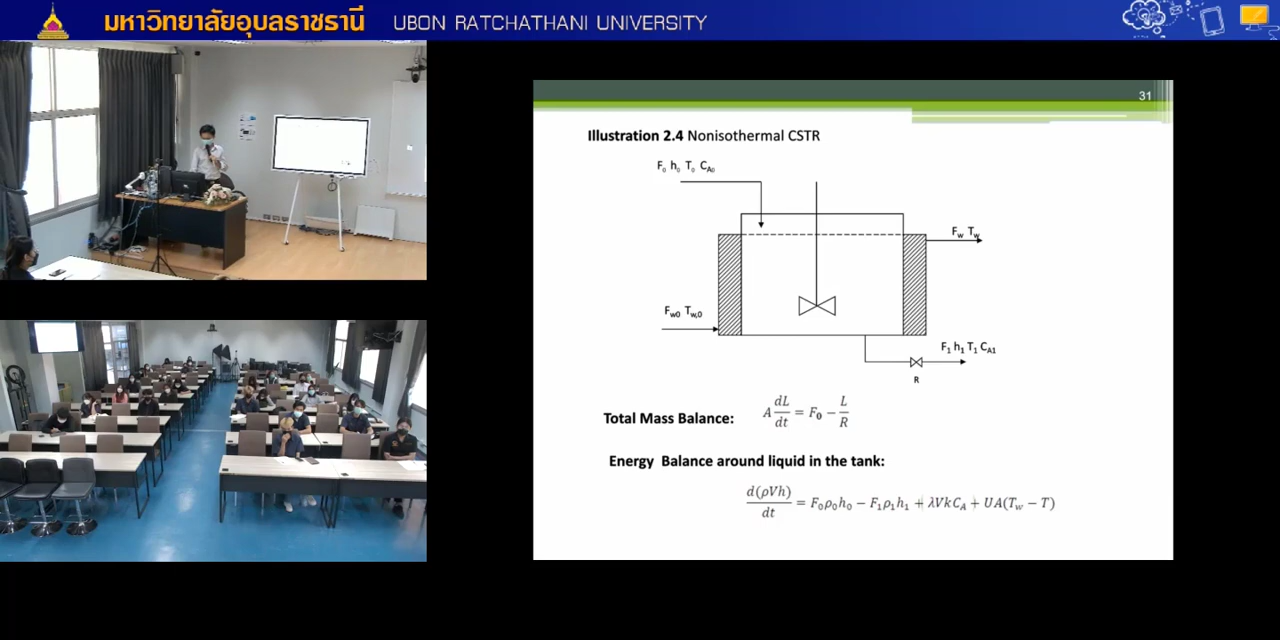 มหาวิทยาลัยอุบลราชธานี UBON RATCHATHANI UNIVERSITY
31
Illustration 2.4 Nonisothermal CSTR
F₀ h₀ T₀ C_A₀
F_w T_w
F_w0 T_w,0
F₁ h₁ T₁ C_A1
R
Total Mass Balance: A dL/dt = F₀ − L/R
Energy Balance around liquid in the tank:
d(ρVh)/dt = F₀ρ₀h₀ − F₁ρ₁h₁ + λVkC_A + UA(T_w − T)